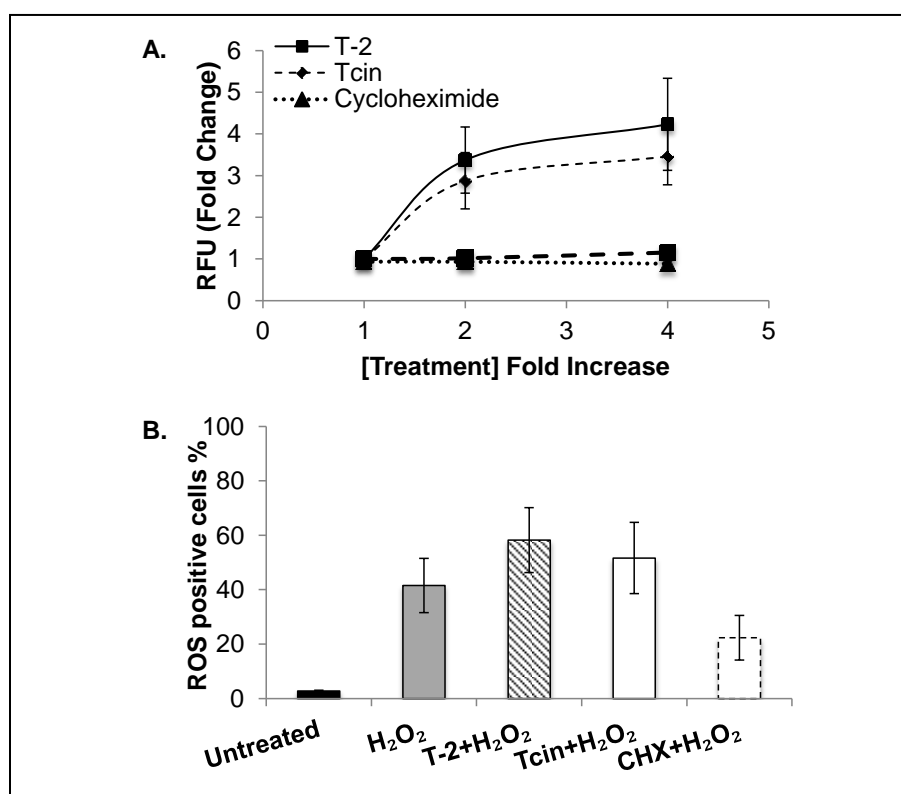 A.
T-2
Tcin
Cycloheximide
RFU (Fold Change)
6
5
4
3
2
1
0
0 1 2 3 4 5
[Treatment] Fold Increase
B.
ROS positive cells %
100
80
60
40
20
0
Untreated
H₂O₂
T-2+H₂O₂
Tcin+H₂O₂
CHX+H₂O₂